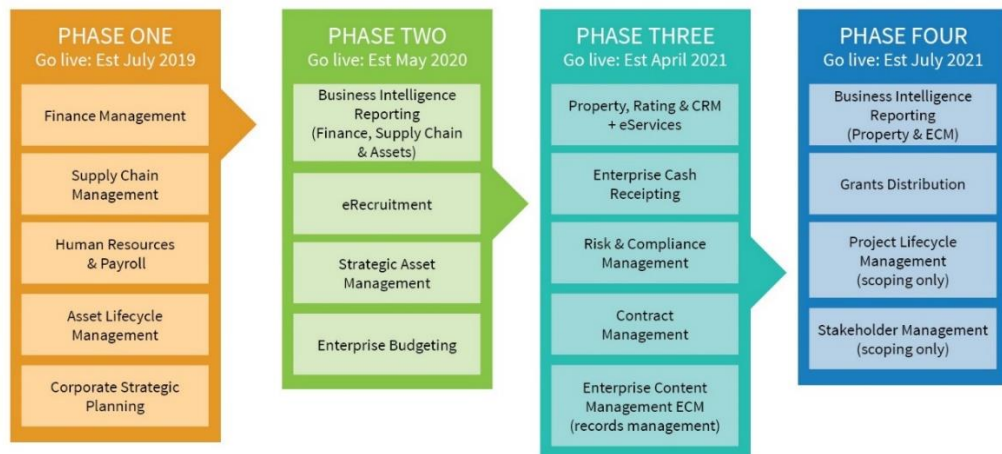 PHASE ONE
Go live: Est July 2019
Finance Management
Supply Chain
Management
Human Resources
& Payroll
Asset Lifecycle
Management
Corporate Strategic
Planning
PHASE TWO
Go live: Est May 2020
Business Intelligence
Reporting
(Finance, Supply Chain
& Assets)
eRecruitment
Strategic Asset
Management
Enterprise Budgeting
PHASE THREE
Go live: Est April 2021
Property, Rating & CRM
+ eServices
Enterprise Cash
Receipting
Risk & Compliance
Management
Contract
Management
Enterprise Content
Management ECM
(records management)
PHASE FOUR
Go live: Est July 2021
Business Intelligence
Reporting
(Property & ECM)
Grants Distribution
Project Lifecycle
Management
(scoping only)
Stakeholder Management
(scoping only)